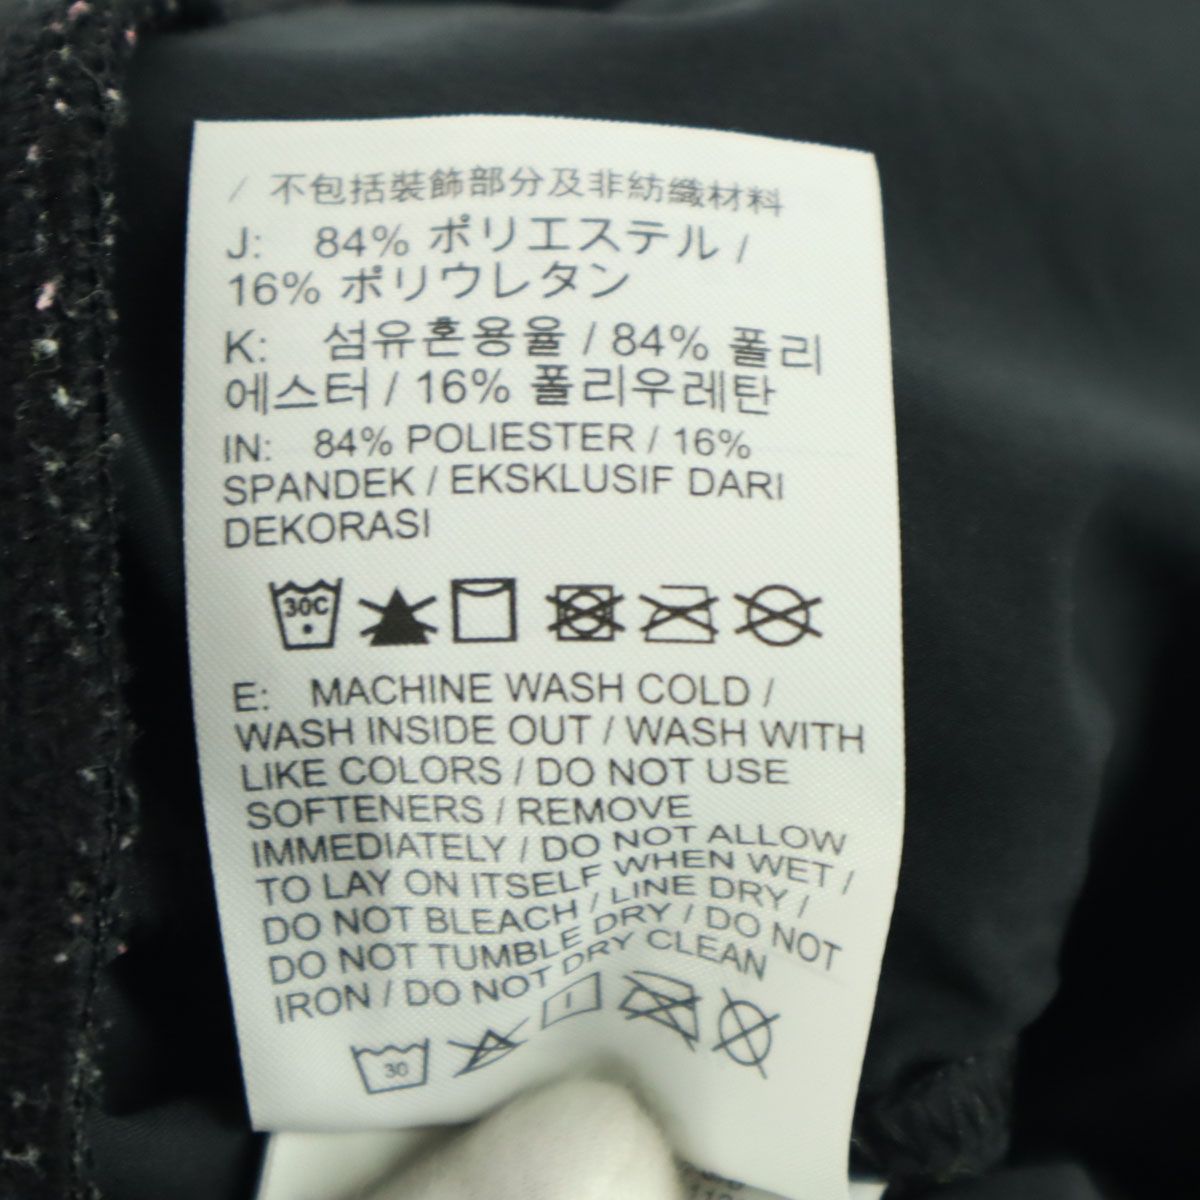 / 不包括裝飾部分及非紡織材料
J: 84% ポリエステル /
16% ポリウレタン
K: 섬유혼용율 / 84% 폴리
에스터 / 16% 폴리우레탄
IN: 84% POLIESTER / 16%
SPANDEK / EKSKLUSIF DARI
DEKORASI
30C
E: MACHINE WASH COLD /
WASH INSIDE OUT / WASH WITH
LIKE COLORS / DO NOT USE
SOFTENERS / REMOVE
IMMEDIATELY / DO NOT ALLOW
TO LAY ON ITSELF WHEN WET /
DO NOT BLEACH / LINE DRY /
DO NOT TUMBLE DRY / DO NOT
IRON / DO NOT DRY CLEAN
30